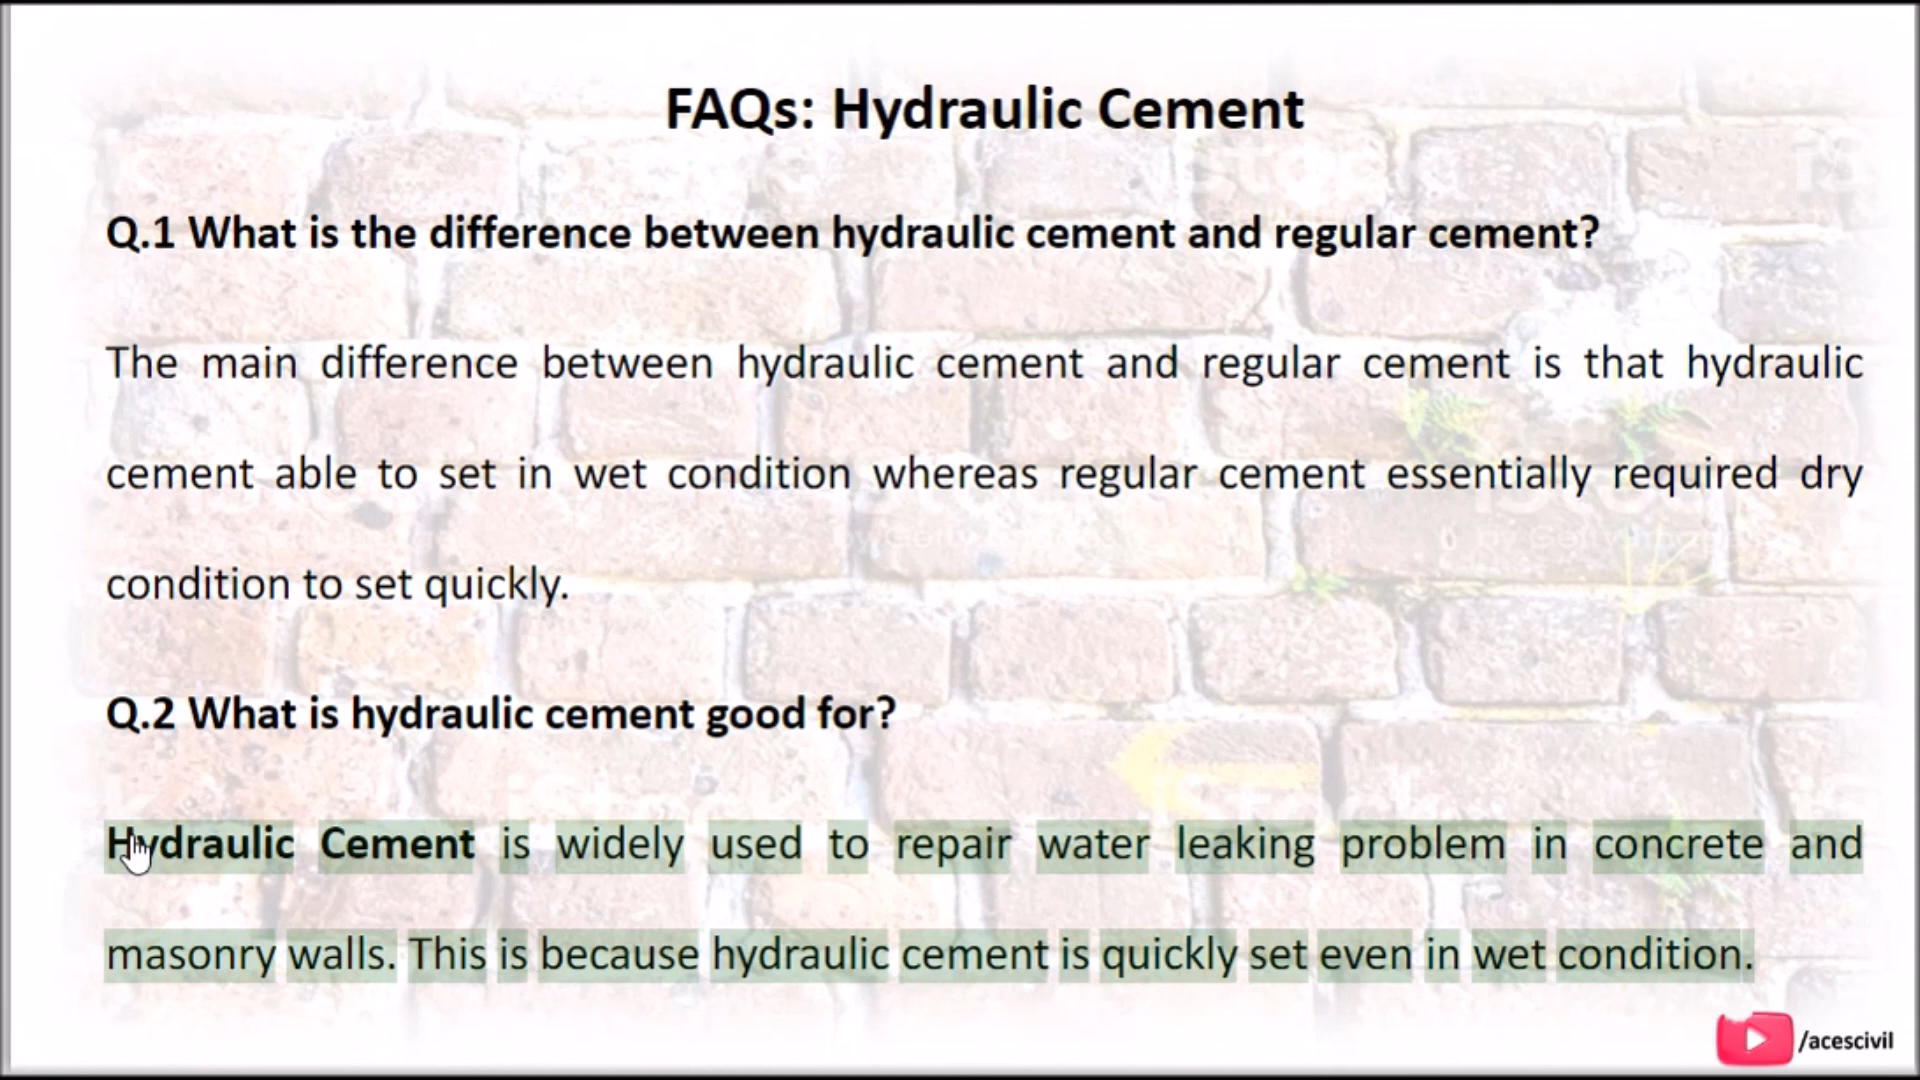 FAQs: Hydraulic Cement
Q.1 What is the difference between hydraulic cement and regular cement?
The main difference between hydraulic cement and regular cement is that hydraulic
cement able to set in wet condition whereas regular cement essentially required dry
condition to set quickly.
Q.2 What is hydraulic cement good for?
Hydraulic Cement is widely used to repair water leaking problem in concrete and
masonry walls. This is because hydraulic cement is quickly set even in wet condition.
/acescivil